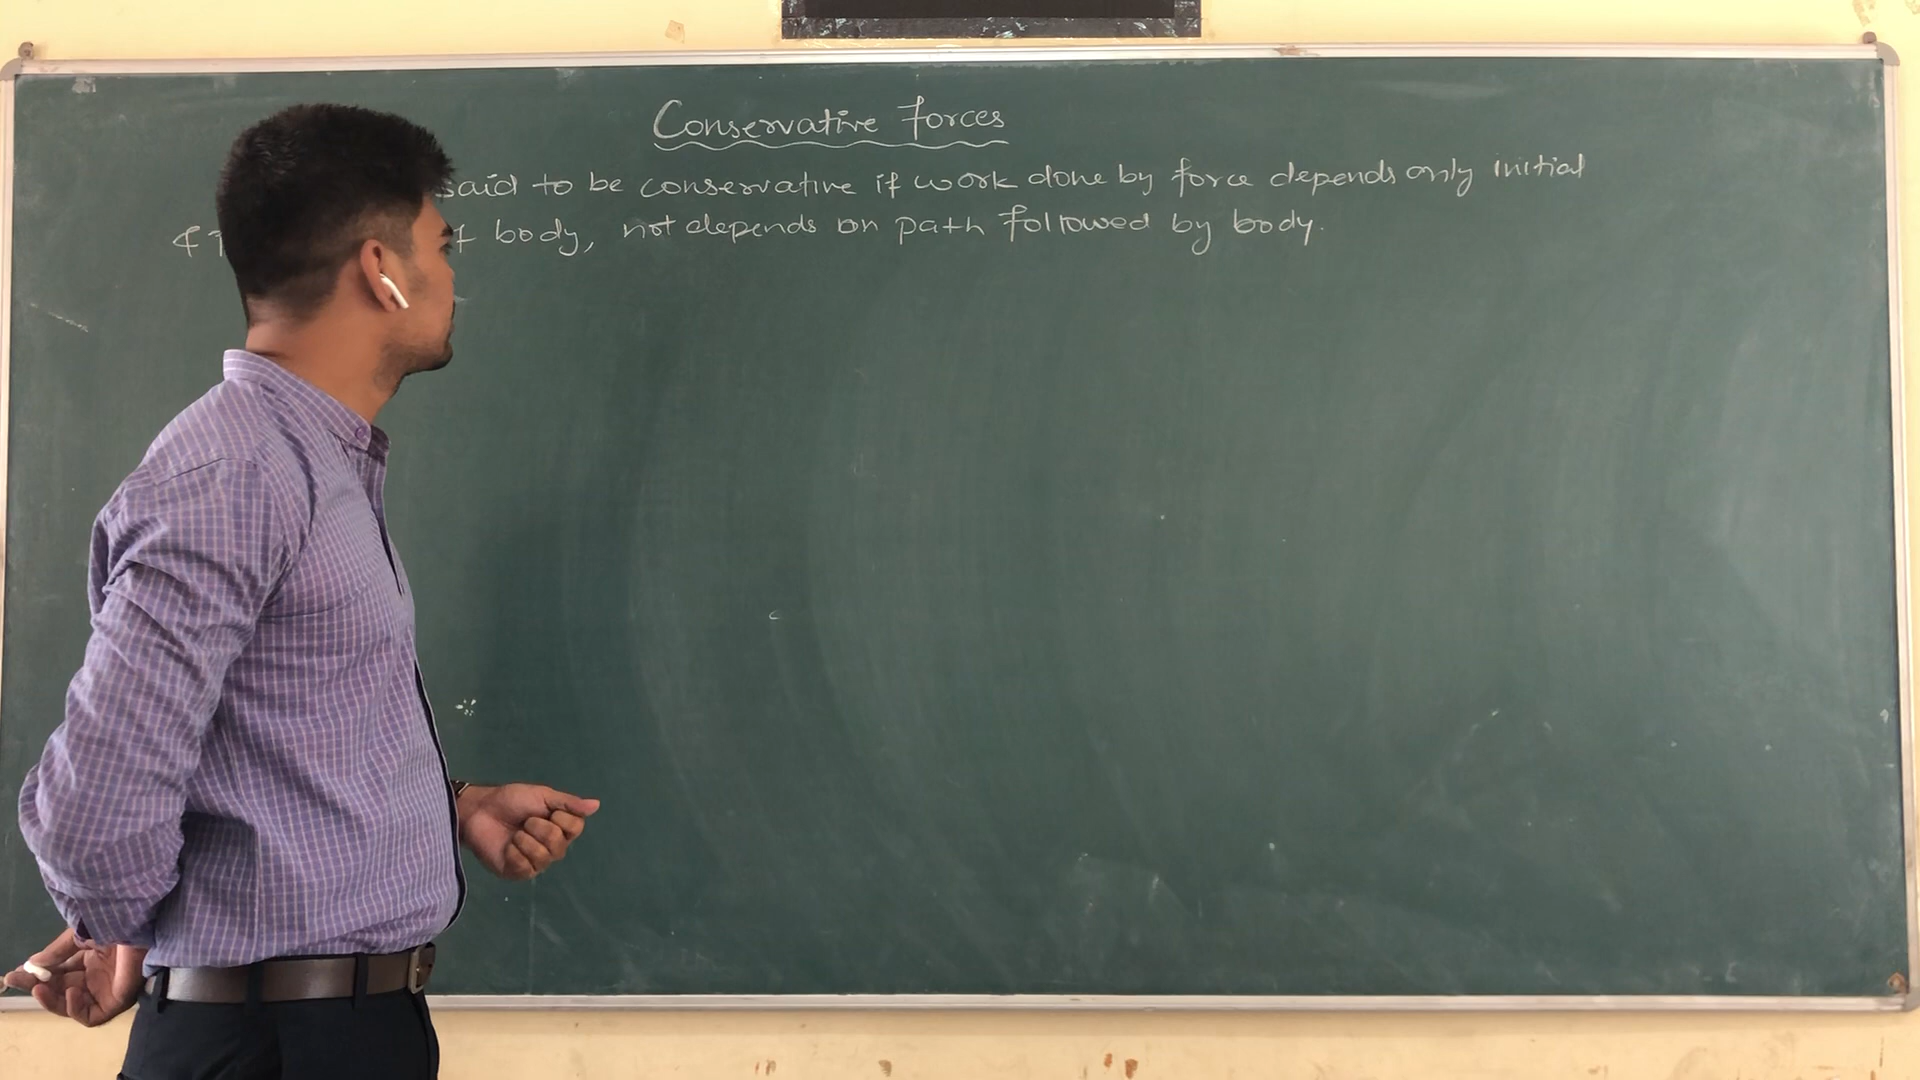 Conservative forces
said to be conservative if work done by force depends only initial
& body, not depends on path followed by body.